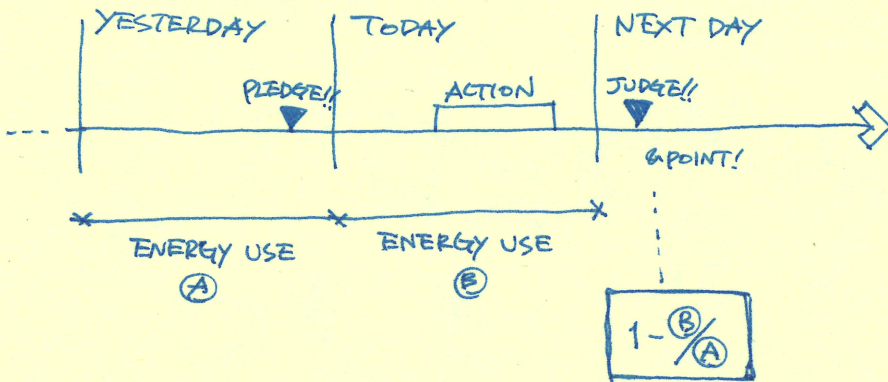 YESTERDAY
TODAY
NEXT DAY
PLEDGE!!
ACTION
JUDGE!!
&POINT!
ENERGY USE
ENERGY USE
A
B
1-B/A